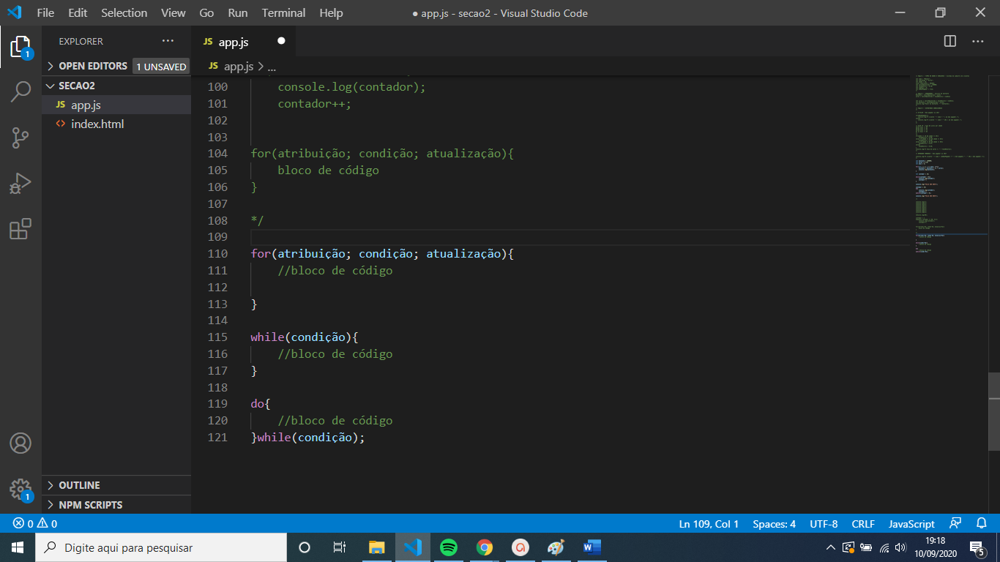 File Edit Selection View Go Run Terminal Help
● app.js - secao2 - Visual Studio Code
EXPLORER
OPEN EDITORS 1 UNSAVED
SECAO2
JS app.js
<> index.html
OUTLINE
NPM SCRIPTS
1
1
JS app.js ●
JS app.js > ...
100 console.log(contador);
101 contador++;
102
103
104 for(atribuição; condição; atualização){
105 bloco de código
106 }
107
108 */
109
110 for(atribuição; condição; atualização){
111 //bloco de código
112
113 }
114
115 while(condição){
116 //bloco de código
117 }
118
119 do{
120 //bloco de código
121 }while(condição);
0 0
Ln 109, Col 1 Spaces: 4 UTF-8 CRLF JavaScript
Digite aqui para pesquisar
19:18
10/09/2020
5